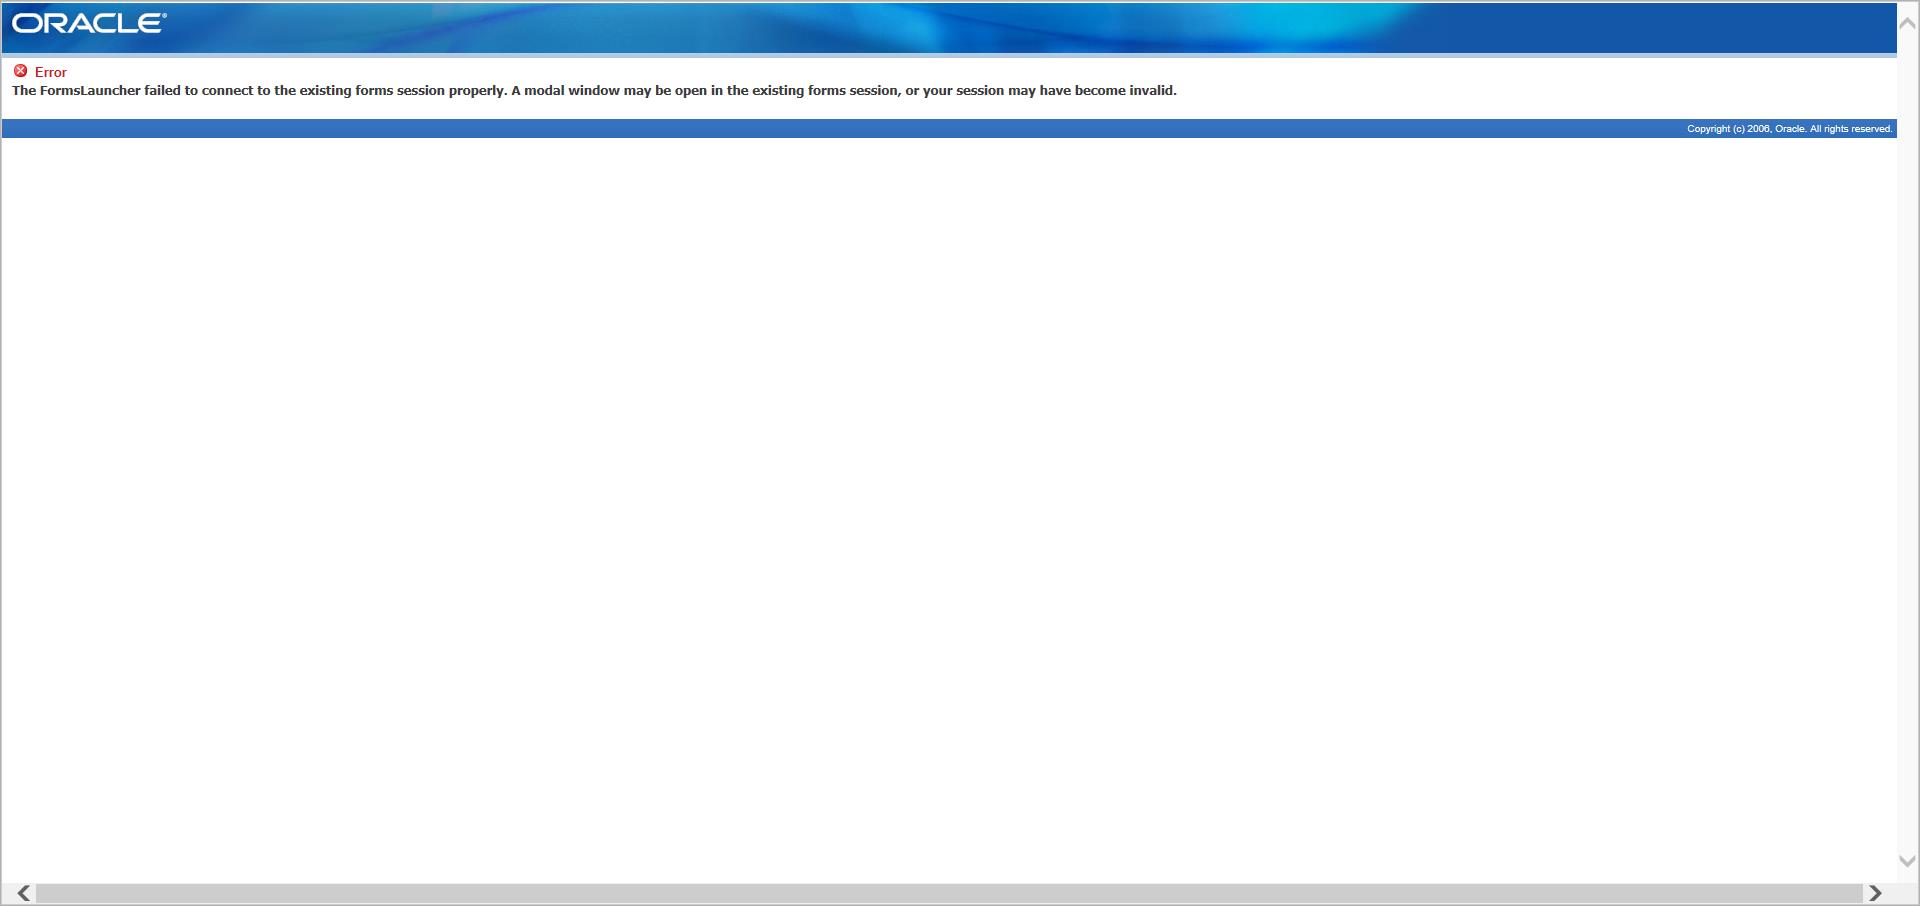 ORACLE®
Error
The FormsLauncher failed to connect to the existing forms session properly. A modal window may be open in the existing forms session, or your session may have become invalid.
Copyright (c) 2006, Oracle. All rights reserved.